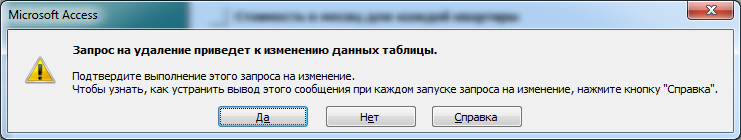 Microsoft Access
Стоимость в месяц для каждой квартиры
Запрос на удаление приведет к изменению данных таблицы.
Подтвердите выполнение этого запроса на изменение.
Чтобы узнать, как устранить вывод этого сообщения при каждом запуске запроса на изменение, нажмите кнопку "Справка".
Да
Нет
Справка